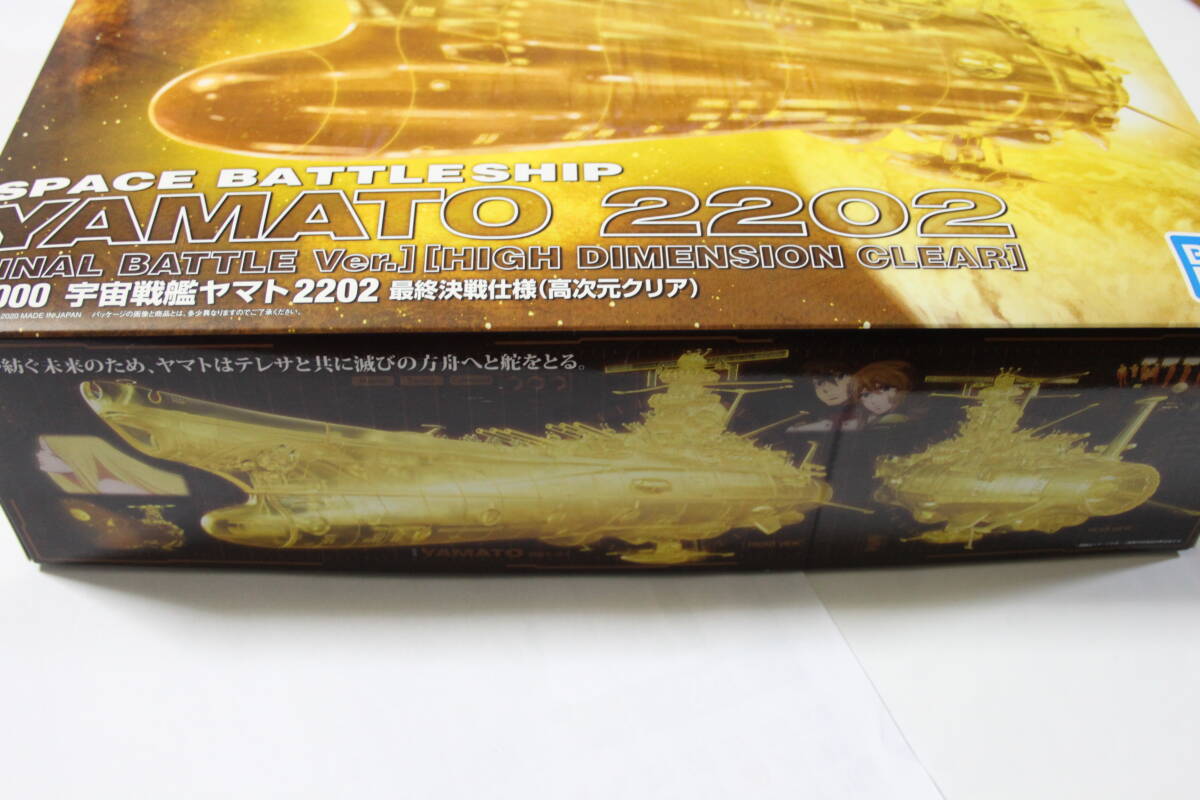 SPACE BATTLESHIP
YAMATO 2202
INAL BATTLE Ver.] [HIGH DIMENSION CLEAR]
000 宇宙戦艦ヤマト2202 最終決戦仕様(高次元クリア)
2020 MADE IN JAPAN パッケージの画像と商品とは、多少異なりますのでご了承ください。
紡ぐ未来のため、ヤマトはテレサと共に滅びの方舟へと舵をとる。
YAMATO